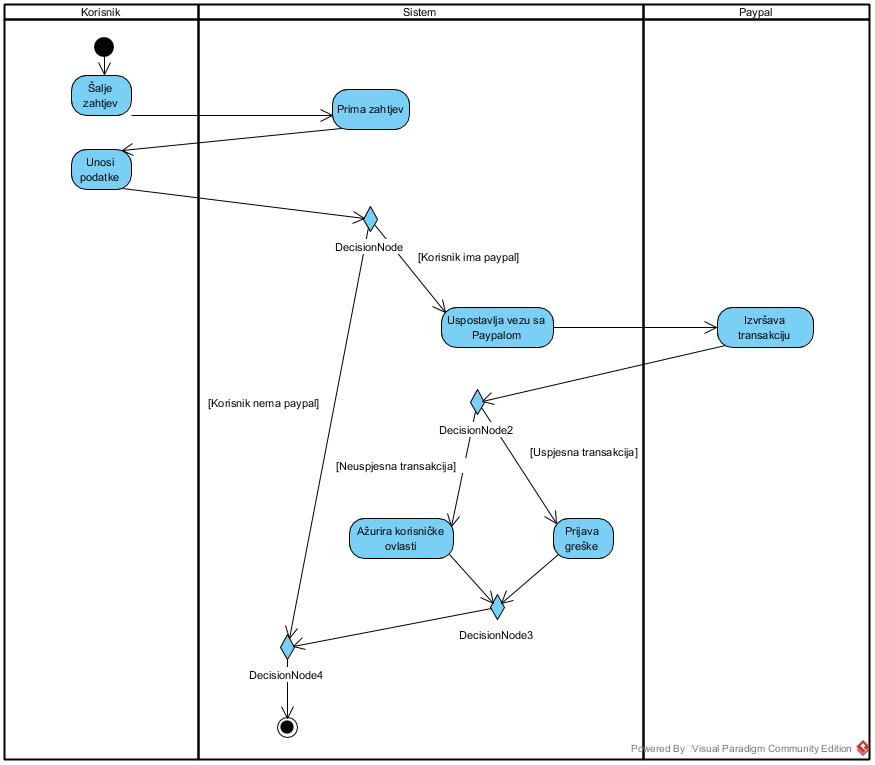 Korisnik
Sistem
Paypal
Šalje
zahtjev
Prima zahtjev
Unosi
podatke
DecisionNode
[Korisnik ima paypal]
Uspostavlja vezu sa
Paypalom
Izvršava
transakciju
[Korisnik nema paypal]
DecisionNode2
[Neuspjesna transakcija]
[Uspjesna transakcija]
Ažurira korisničke
ovlasti
Prijava
greške
DecisionNode3
DecisionNode4
Powered By Visual Paradigm Community Edition